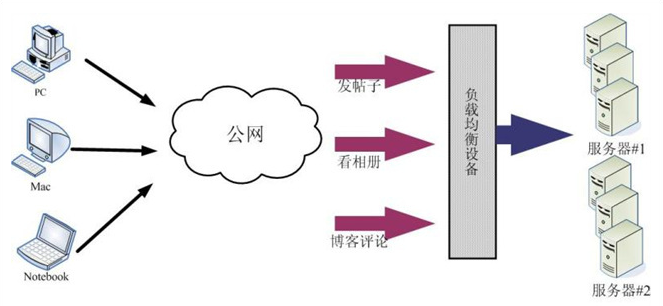 PC
Mac
Notebook
公网
发帖子
看相册
博客评论
负载均衡设备
服务器#1
服务器#2